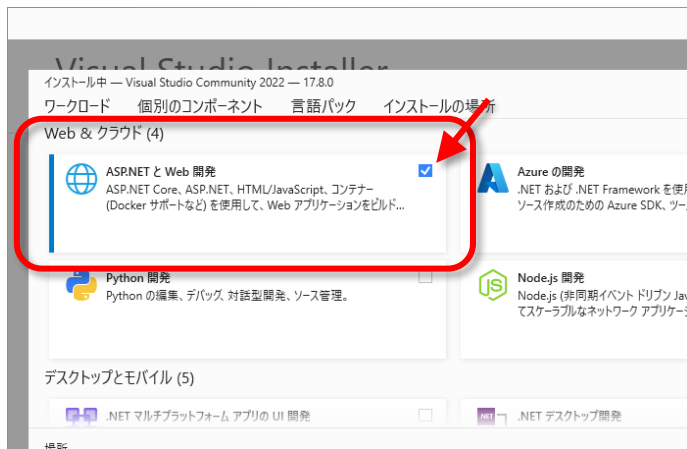 Visual Studio Installer
インストール中 — Visual Studio Community 2022 — 17.8.0
ワークロード 個別のコンポーネント 言語パック インストールの場所
Web & クラウド (4)
ASP.NET と Web 開発
ASP.NET Core、ASP.NET、HTML/JavaScript、コンテナー
(Docker サポートなど) を使用して、Web アプリケーションをビルド...
Azure の開発
.NET および .NET Framework を使用
ソース作成のための Azure SDK、ツー
Python 開発
Python の編集、デバッグ、対話型開発、ソース管理。
Node.js 開発
Node.js (非同期イベント ドリブン Jav
てスケーラブルなネットワーク アプリケーシ
デスクトップとモバイル (5)
.NET マルチプラットフォーム アプリの UI 開発
.NET
.NET デスクトップ開発
場所